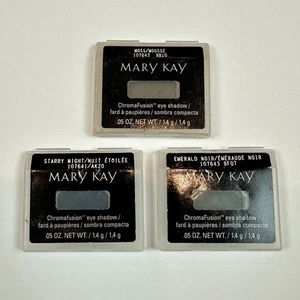 MOSS/MOUSSE
107642 8B10
MARY KAY
ChromaFusion™ eye shadow/
fard à paupières / sombra compacta
.05 OZ. NET WT. / 1,4 g / 1.4 g
STARRY NIGHT/NUIT ÉTOILÉE
107641/AK20
MARY KAY
ChromaFusion™ eye shadow/
fard à paupières / sombra compacta
.05 OZ. NET WT. / 1,4 g / 1.4 g
EMERALD NOIR/ÉMERAUDE NOIR
107643 BF07
MARY KAY
ChromaFusion™ eye shadow/
fard à paupières / sombra compacta
.05 OZ. NET WT. / 1,4 g / 1.4 g